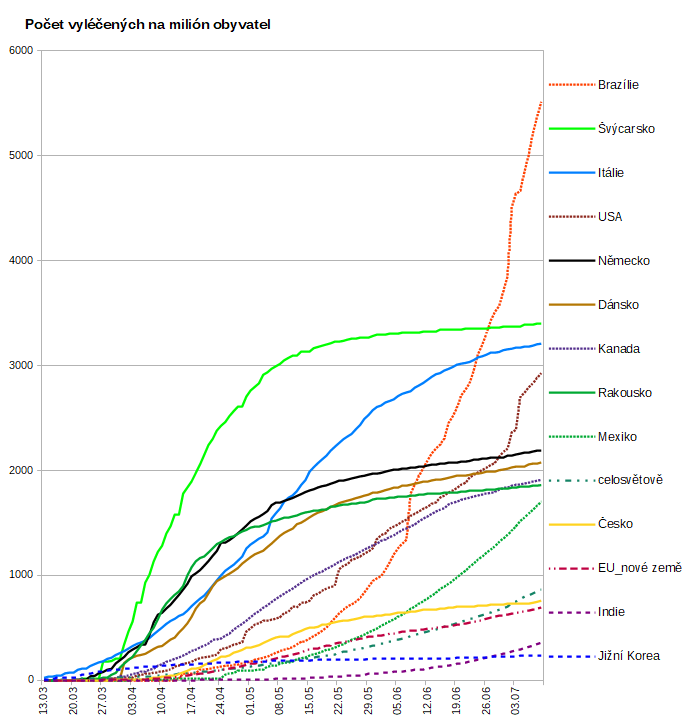 Počet vyléčených na milión obyvatel
6000
5000
4000
3000
2000
1000
0
13.03
20.03
27.03
03.04
10.04
17.04
24.04
01.05
08.05
15.05
22.05
29.05
05.06
12.06
19.06
26.06
03.07
Brazílie
Švýcarsko
Itálie
USA
Německo
Dánsko
Kanada
Rakousko
Mexiko
celosvětově
Česko
EU_nové země
Indie
Jižní Korea